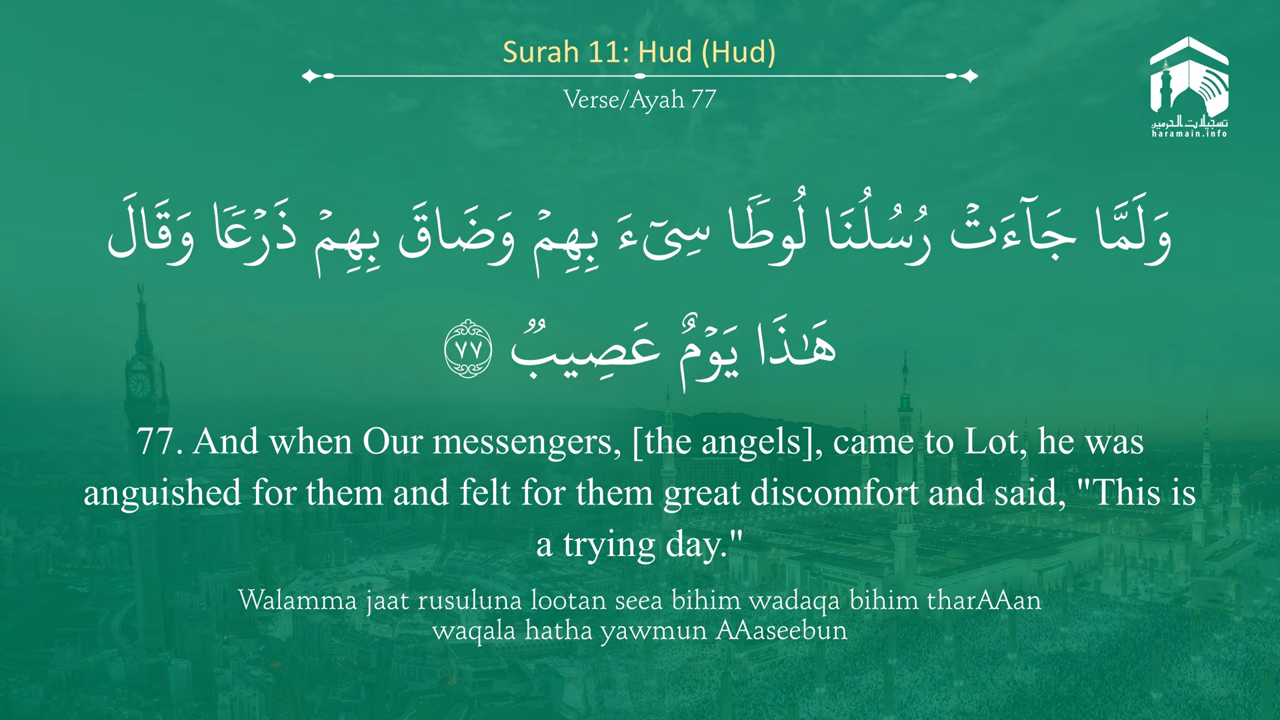 Surah 11: Hud (Hud)
Verse/Ayah 77
تسجيلات الحرمين
haramain.info
وَلَمَّا جَآءَتْ رُسُلُنَا لُوطًا سِيٓءَ بِهِمْ وَضَاقَ بِهِمْ ذَرْعًا وَقَالَ
هَٰذَا يَوْمٌ عَصِيبٌ ٧٧
77. And when Our messengers, [the angels], came to Lot, he was
anguished for them and felt for them great discomfort and said, "This is
a trying day."
Walamma jaat rusuluna lootan seea bihim wadaqa bihim tharAAan
waqala hatha yawmun AAaseebun